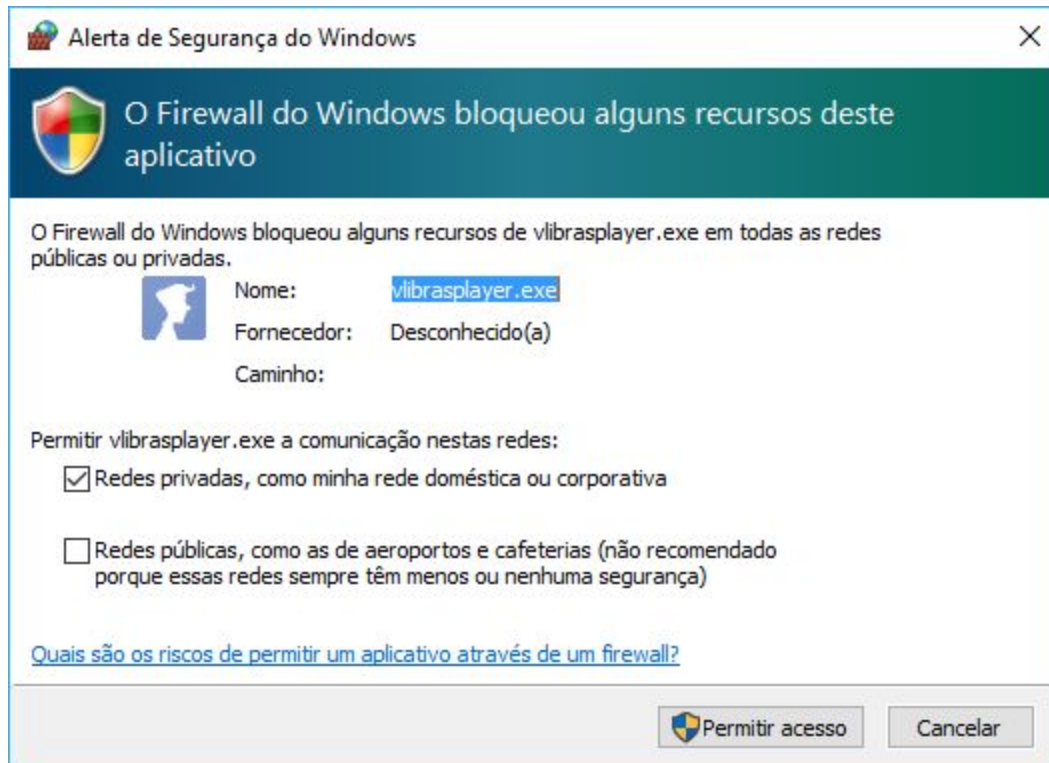 Alerta de Segurança do Windows
O Firewall do Windows bloqueou alguns recursos deste
aplicativo
O Firewall do Windows bloqueou alguns recursos de vlibrasplayer.exe em todas as redes
públicas ou privadas.
Nome: vlibrasplayer.exe
Fornecedor: Desconhecido(a)
Caminho:
Permitir vlibrasplayer.exe a comunicação nestas redes:
Redes privadas, como minha rede doméstica ou corporativa
Redes públicas, como as de aeroportos e cafeterias (não recomendado
porque essas redes sempre têm menos ou nenhuma segurança)
Quais são os riscos de permitir um aplicativo através de um firewall?
Permitir acesso Cancelar